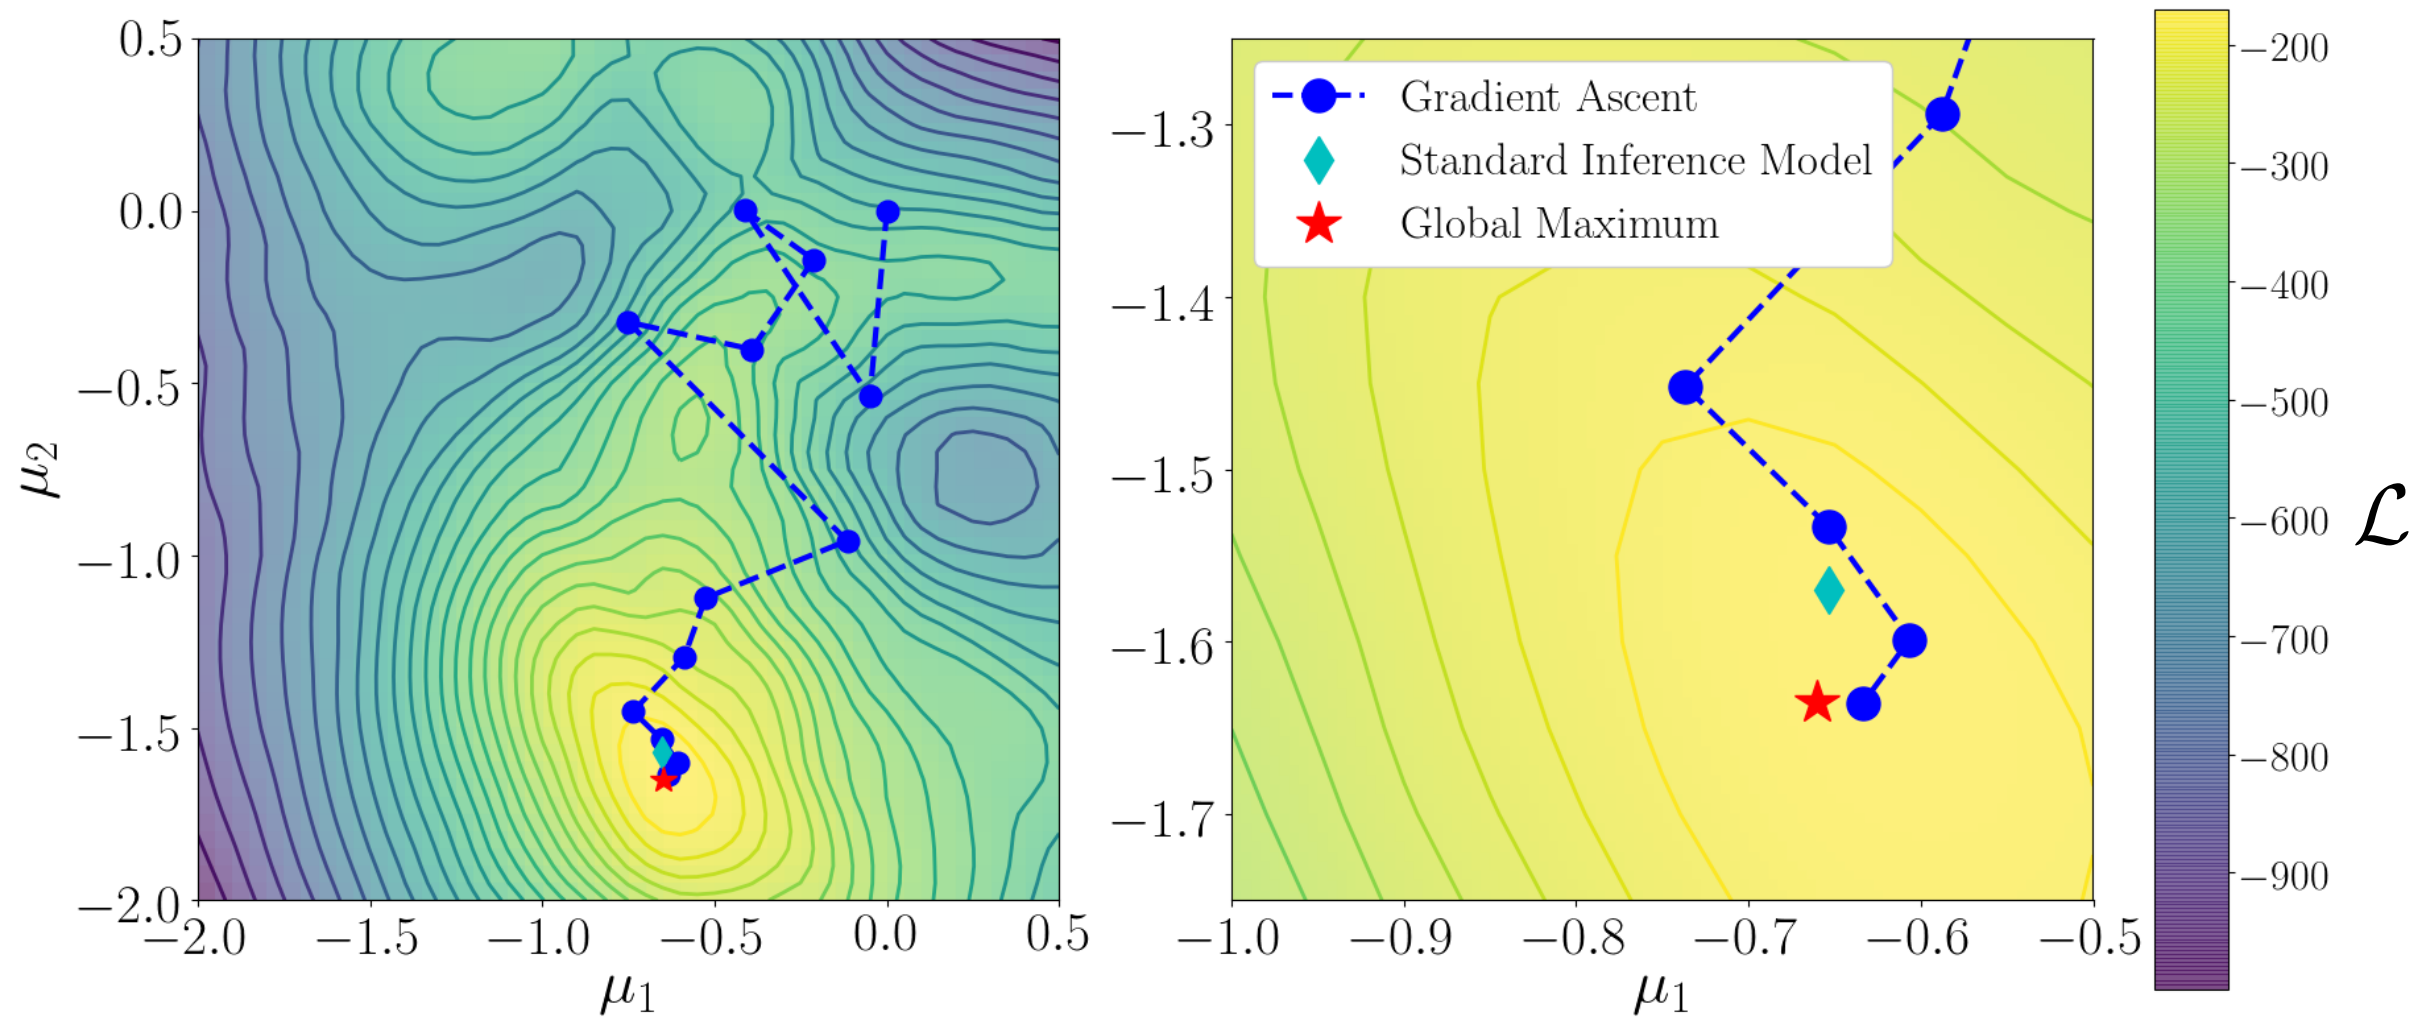 0.5
0.0
−0.5
−1.0
−1.5
−2.0
μ2
−2.0 −1.5 −1.0 −0.5 0.0 0.5
μ1
Gradient Ascent
Standard Inference Model
Global Maximum
−1.3
−1.4
−1.5
−1.6
−1.7
−1.0 −0.9 −0.8 −0.7 −0.6 −0.5
μ1
−200
−300
−400
−500
−600
−700
−800
−900
ℒ